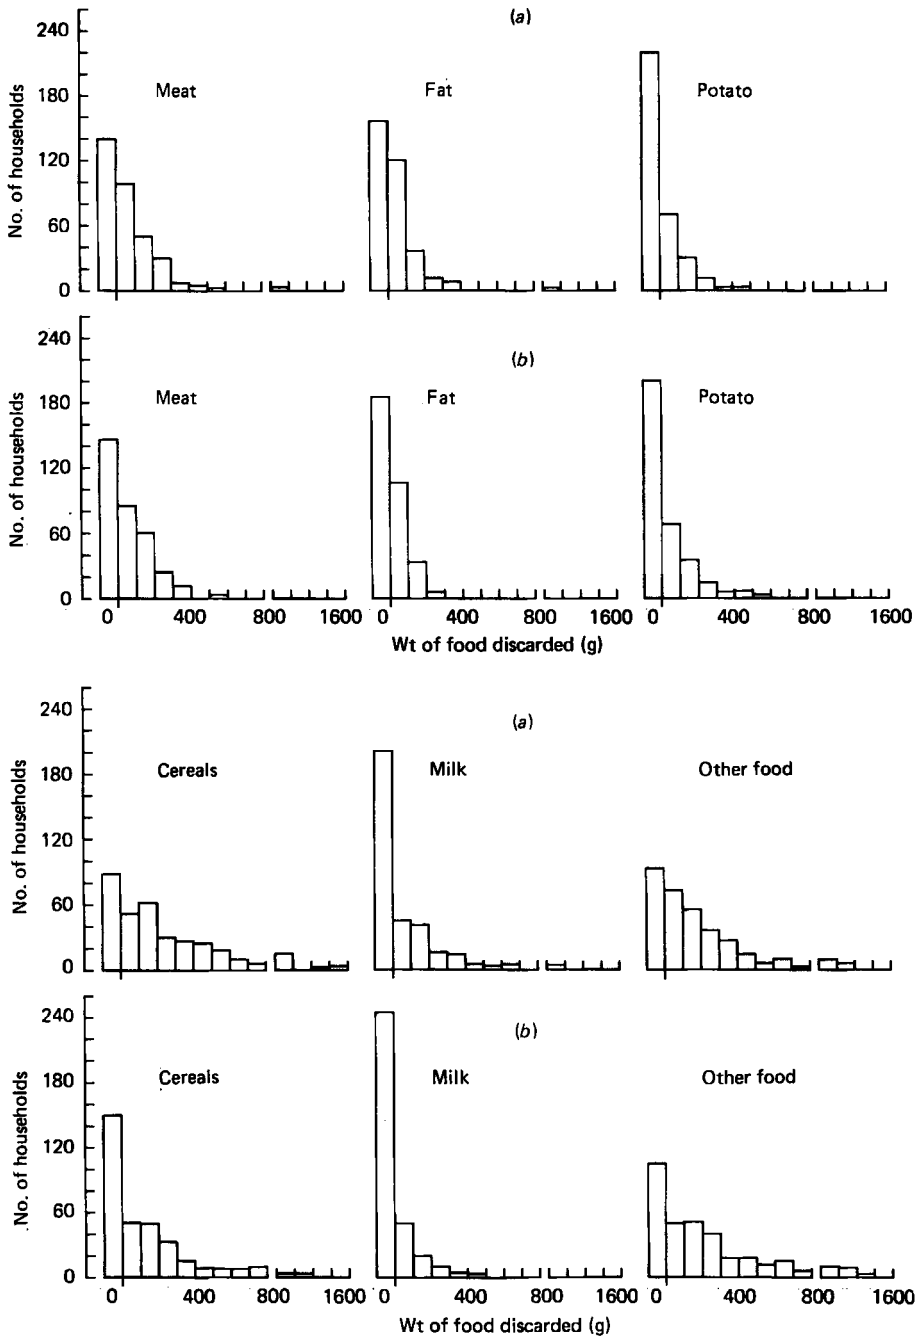 (a)
No. of households
240
180
120
60
0
Meat
Fat
Potato
(b)
No. of households
240
180
120
60
0
Meat
Fat
Potato
0 400 800 1600 0 400 800 1600 0 400 800 1600
Wt of food discarded (g)
(a)
No. of households
240
180
120
60
0
Cereals
Milk
Other food
(b)
No. of households
240
180
120
60
0
Cereals
Milk
Other food
0 400 800 1600 0 400 800 1600 0 400 800 1600
Wt of food discarded (g)